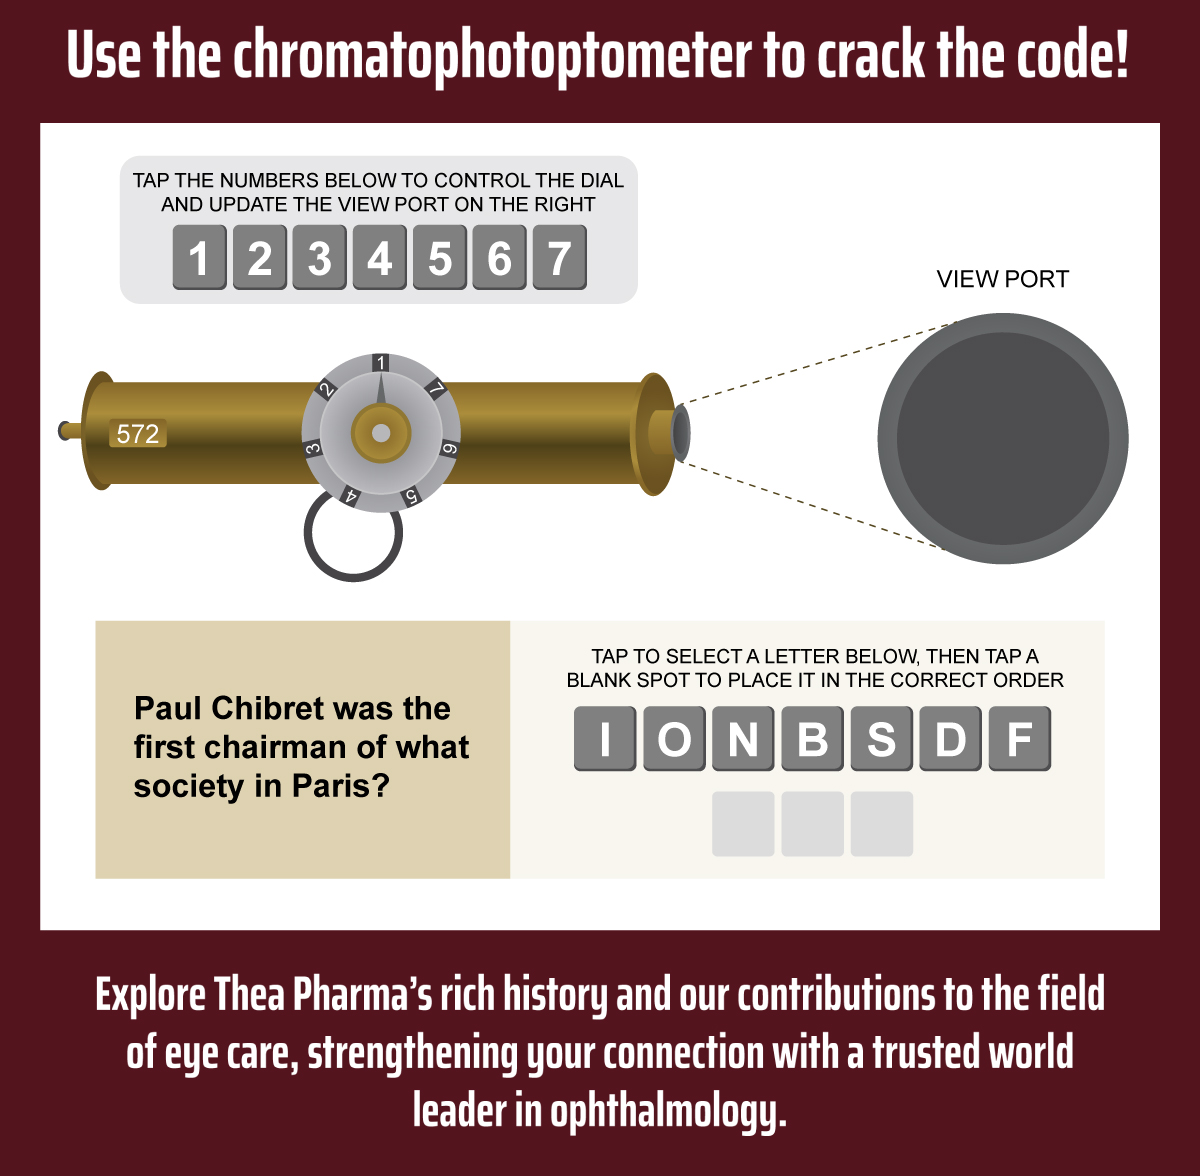 Use the chromatophotoptometer to crack the code!
TAP THE NUMBERS BELOW TO CONTROL THE DIAL
AND UPDATE THE VIEW PORT ON THE RIGHT
1 2 3 4 5 6 7
VIEW PORT
572
1
2
7
3
6
4
5
Paul Chibret was the
first chairman of what
society in Paris?
TAP TO SELECT A LETTER BELOW, THEN TAP A
BLANK SPOT TO PLACE IT IN THE CORRECT ORDER
I O N B S D F
Explore Thea Pharma’s rich history and our contributions to the field
of eye care, strengthening your connection with a trusted world
leader in ophthalmology.